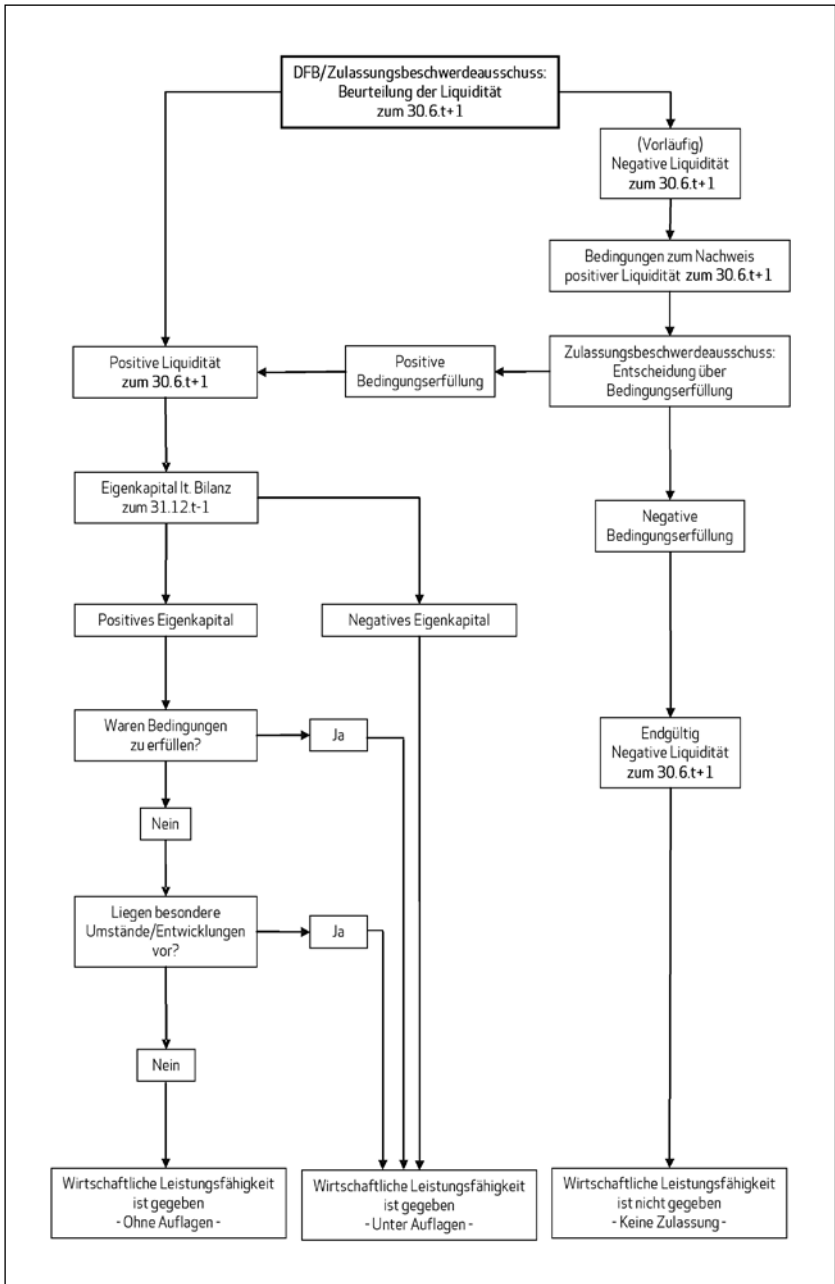 DFB/Zulassungsbeschwerdeausschuss:
Beurteilung der Liquidität
zum 30.6.t+1
(Vorläufig)
Negative Liquidität
zum 30.6.t+1
Bedingungen zum Nachweis
positiver Liquidität zum 30.6.t+1
Positive Liquidität
zum 30.6.t+1
Positive
Bedingungserfüllung
Zulassungsbeschwerdeausschuss:
Entscheidung über
Bedingungserfüllung
Eigenkapital lt. Bilanz
zum 31.12.t-1
Negative
Bedingungserfüllung
Positives Eigenkapital
Negatives Eigenkapital
Waren Bedingungen
zu erfüllen?
Ja
Endgültig
Negative Liquidität
zum 30.6.t+1
Nein
Liegen besondere
Umstände/Entwicklungen
vor?
Ja
Nein
Wirtschaftliche Leistungsfähigkeit
ist gegeben
- Ohne Auflagen -
Wirtschaftliche Leistungsfähigkeit
ist gegeben
- Unter Auflagen -
Wirtschaftliche Leistungsfähigkeit
ist nicht gegeben
- Keine Zulassung -